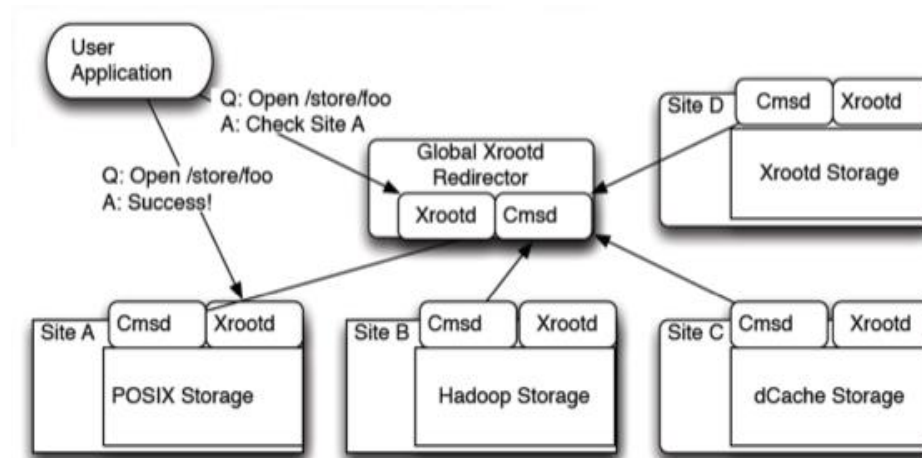 User
Application
Q: Open /store/foo
A: Check Site A
Q: Open /store/foo
A: Success!
Global Xrootd
Redirector
Xrootd
Cmsd
Site D
Cmsd
Xrootd
Xrootd Storage
Site A
Cmsd
Xrootd
POSIX Storage
Site B
Cmsd
Xrootd
Hadoop Storage
Site C
Cmsd
Xrootd
dCache Storage